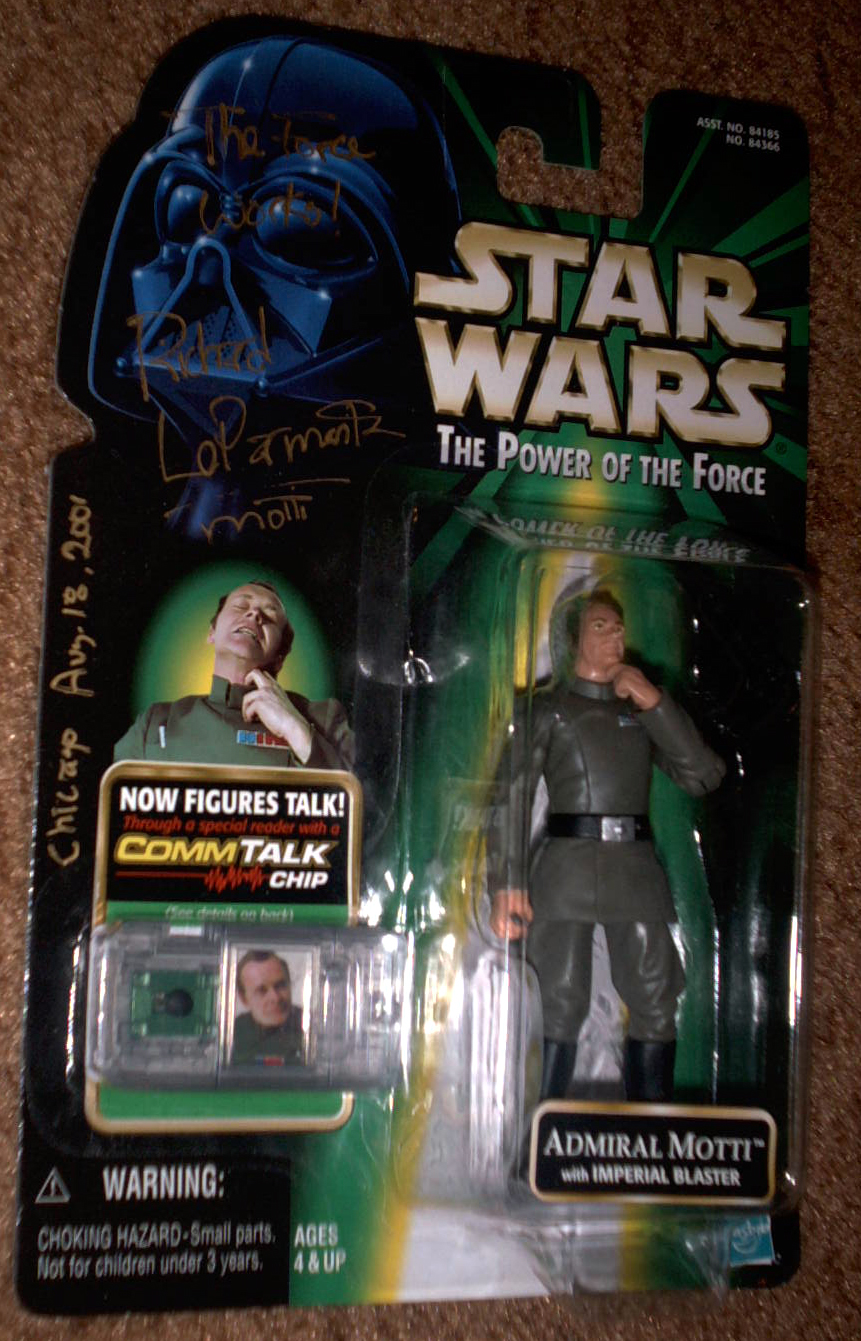 ASST. NO. 84185
NO. 84366
The Force
works!
Richard
LeParmentier
Motti
Chicago Aug. 18, 2001
STAR
WARS
THE POWER OF THE FORCE
NOW FIGURES TALK!
Through a special reader with a
COMMTALK
CHIP
(See details on back)
ADMIRAL MOTTI™
with IMPERIAL BLASTER
WARNING:
CHOKING HAZARD-Small parts.
Not for children under 3 years.
AGES
4 & UP